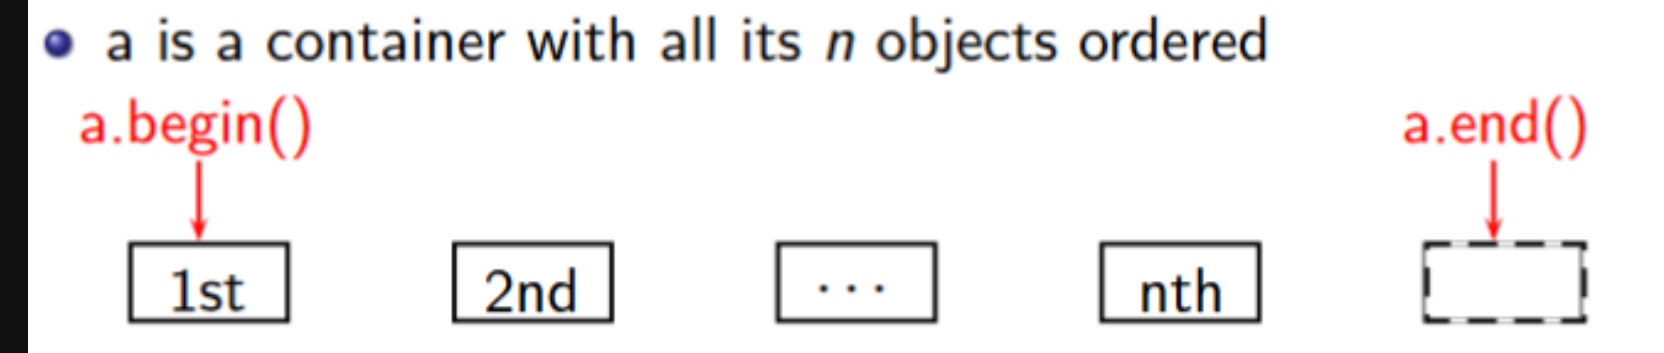 a is a container with all its n objects ordered
a.begin() a.end()
1st 2nd ... nth